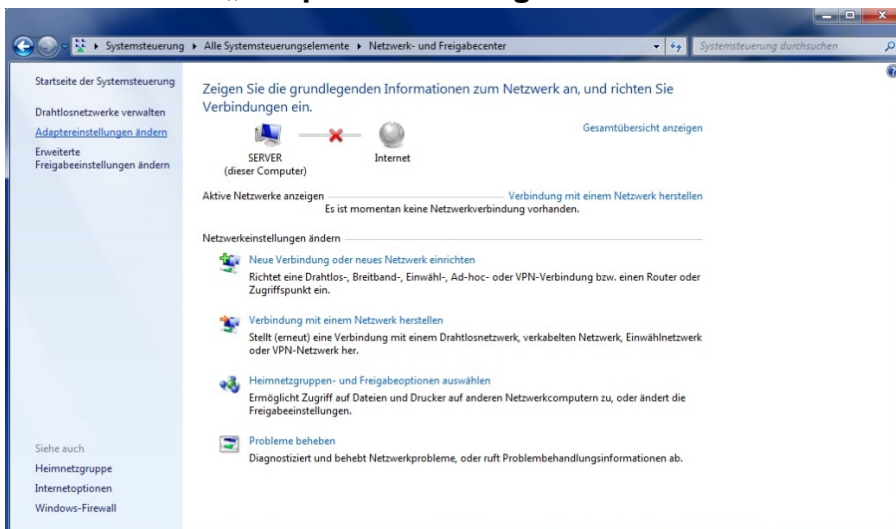 Systemsteuerung ▸ Alle Systemsteuerungselemente ▸ Netzwerk- und Freigabecenter
Systemsteuerung durchsuchen
Startseite der Systemsteuerung
Drahtlosnetzwerke verwalten
Adaptereinstellungen ändern
Erweiterte
Freigabeeinstellungen ändern
Zeigen Sie die grundlegenden Informationen zum Netzwerk an, und richten Sie
Verbindungen ein.
Gesamtübersicht anzeigen
SERVER
(dieser Computer)
Internet
Aktive Netzwerke anzeigen
Verbindung mit einem Netzwerk herstellen
Es ist momentan keine Netzwerkverbindung vorhanden.
Netzwerkeinstellungen ändern
Neue Verbindung oder neues Netzwerk einrichten
Richtet eine Drahtlos-, Breitband-, Einwähl-, Ad-hoc- oder VPN-Verbindung bzw. einen Router oder
Zugriffspunkt ein.
Verbindung mit einem Netzwerk herstellen
Stellt (erneut) eine Verbindung mit einem Drahtlosnetzwerk, verkabelten Netzwerk, Einwählnetzwerk
oder VPN-Netzwerk her.
Heimnetzgruppen- und Freigabeoptionen auswählen
Ermöglicht Zugriff auf Dateien und Drucker auf anderen Netzwerkcomputern zu, oder ändert die
Freigabeeinstellungen.
Probleme beheben
Diagnostiziert und behebt Netzwerkprobleme, oder ruft Problembehandlungsinformationen ab.
Siehe auch
Heimnetzgruppe
Internetoptionen
Windows-Firewall